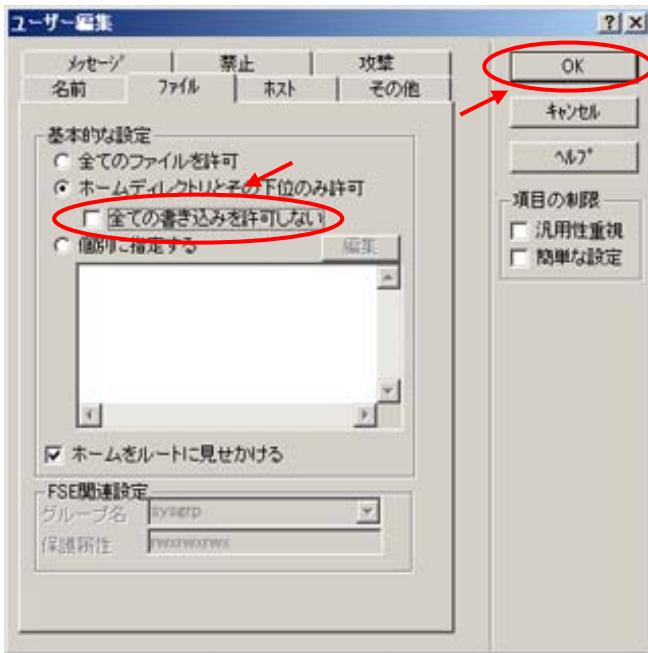 ユーザー編集
メッセージ 禁止 攻撃
名前 ファイル ホスト その他
基本的な設定
全てのファイルを許可
ホームディレクトリとその下位のみ許可
全ての書き込みを許可しない
個別に指定する 編集
ホームをルートに見せかける
FSE関連設定
グループ名 sysgrp
保護属性 rwxrwxrwx
OK
キャンセル
ヘルプ
項目の制限
汎用性重視
簡単な設定